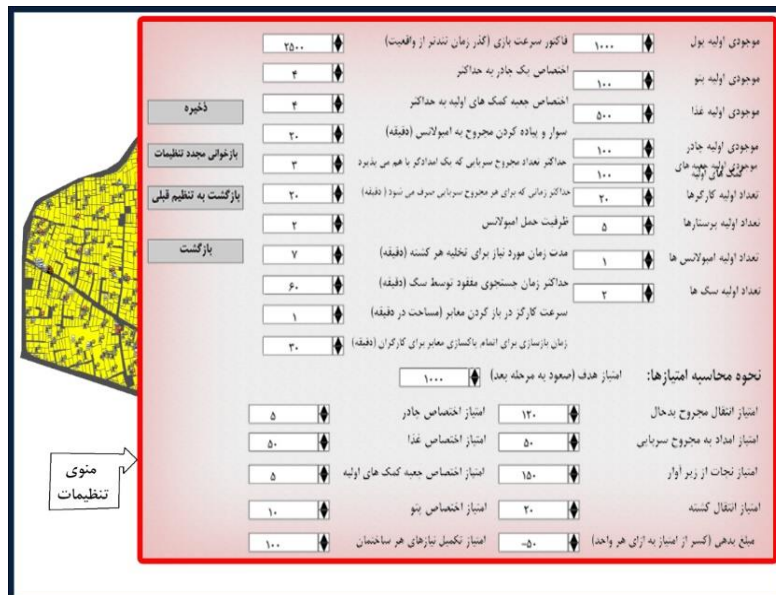 موجودی اولیه پول ۱۰۰۰ فاکتور سرعت بازی (گذر زمان تندتر از واقعیت) ۲۵۰۰
موجودی اولیه پتو ۱۰۰ اختصاص یک چادر به حداکثر ۴
موجودی اولیه غذا ۵۰۰ اختصاص جعبه کمک های اولیه به حداکثر ۴ ذخیره
موجودی اولیه چادر ۱۰۰ سوار و پیاده کردن مجروح به امبولانس (دقیقه) ۲۰
موجودی اولیه جعبه های کمک های اولیه ۱۰۰ حداکثر تعداد مجروح سرپایی که یک امدادگر با هم می پذیرد ۳ بازخوانی مجدد تنظیمات
تعداد اولیه کارگرها ۲۰ حداکثر زمانی که برای هر مجروح سرپایی صرف می شود (دقیقه) ۲۰ بازگشت به تنظیم قبلی
تعداد اولیه پرستارها ۵ ظرفیت حمل امبولانس ۲
تعداد اولیه امبولانس ها ۱ مدت زمان مورد نیاز برای تخلیه هر کشته (دقیقه) ۷ بازگشت
تعداد اولیه سگ ها ۲ حداکثر زمان جستجوی مفقود توسط سگ (دقیقه) ۶۰
سرعت کارگر در باز کردن معابر (مساحت در دقیقه) ۱
زمان بازسازی برای اتمام پاکسازی معابر برای کارگران (دقیقه) ۳۰
نحوه محاسبه امتیازها: امتیاز هدف (صعود به مرحله بعد) ۱۰۰۰
امتیاز انتقال مجروح بدحال ۱۲۰ امتیاز اختصاص چادر ۵
امتیاز امداد به مجروح سرپایی ۵۰ امتیاز اختصاص غذا ۵۰
امتیاز نجات از زیر آوار ۱۵۰ امتیاز اختصاص جعبه کمک های اولیه ۵
امتیاز انتقال کشته ۲۰ امتیاز اختصاص پتو ۱۰
مبلغ بدهی (کسر از امتیاز به ازای هر واحد) -۵۰ امتیاز تکمیل نیازهای هر ساختمان ۱۰۰
منوی
تنظیمات